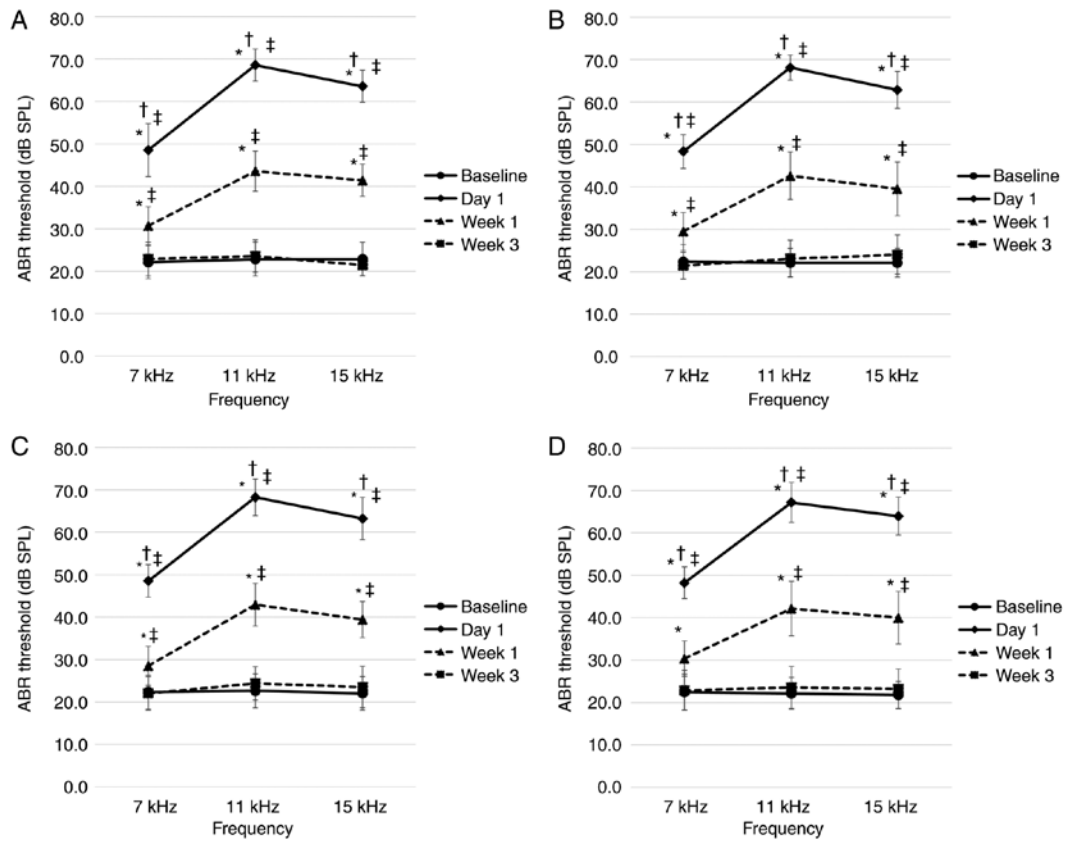 A
80.0
70.0
60.0
50.0
40.0
30.0
20.0
10.0
0.0
ABR threshold (dB SPL)
* † ‡
* † ‡
* † ‡
* ‡
* ‡
* ‡
7 kHz 11 kHz 15 kHz
Frequency
Baseline
Day 1
Week 1
Week 3
B
80.0
70.0
60.0
50.0
40.0
30.0
20.0
10.0
0.0
ABR threshold (dB SPL)
* † ‡
* † ‡
* † ‡
* ‡
* ‡
* ‡
7 kHz 11 kHz 15 kHz
Frequency
Baseline
Day 1
Week 1
Week 3
C
80.0
70.0
60.0
50.0
40.0
30.0
20.0
10.0
0.0
ABR threshold (dB SPL)
* † ‡
* † ‡
* † ‡
* ‡
* ‡
* ‡
7 kHz 11 kHz 15 kHz
Frequency
Baseline
Day 1
Week 1
Week 3
D
80.0
70.0
60.0
50.0
40.0
30.0
20.0
10.0
0.0
ABR threshold (dB SPL)
* † ‡
* † ‡
* † ‡
*
* ‡
* ‡
7 kHz 11 kHz 15 kHz
Frequency
Baseline
Day 1
Week 1
Week 3